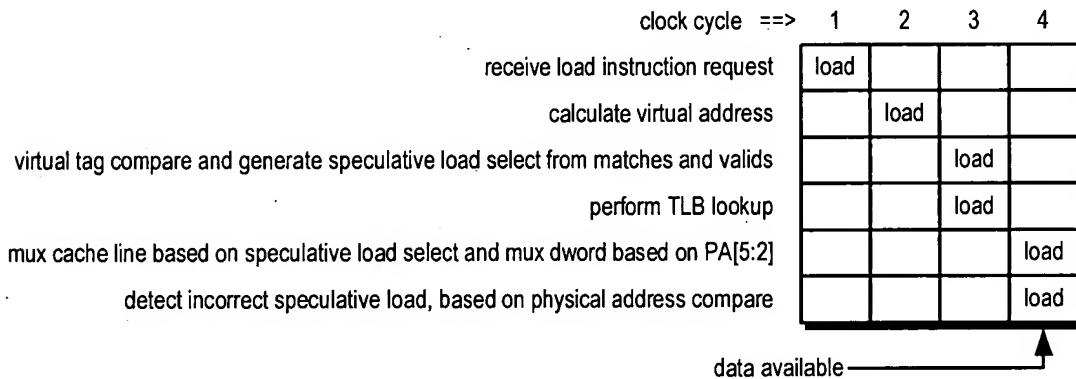 clock cycle ==> 1 2 3 4
receive load instruction request load
calculate virtual address load
virtual tag compare and generate speculative load select from matches and valids load
perform TLB lookup load
mux cache line based on speculative load select and mux dword based on PA[5:2] load
detect incorrect speculative load, based on physical address compare load
data available